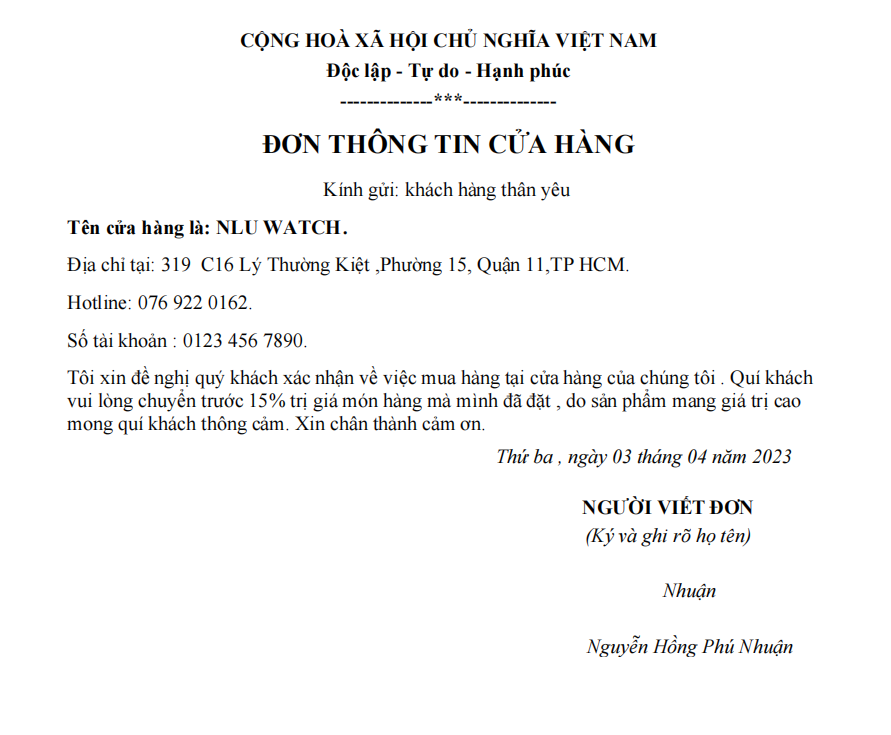 CỘNG HOÀ XÃ HỘI CHỦ NGHĨA VIỆT NAM
Độc lập - Tự do - Hạnh phúc
--------------***--------------
ĐƠN THÔNG TIN CỬA HÀNG
Kính gửi: khách hàng thân yêu
Tên cửa hàng là: NLU WATCH.
Địa chỉ tại: 319  C16 Lý Thường Kiệt ,Phường 15, Quận 11,TP HCM.
Hotline: 076 922 0162.
Số tài khoản : 0123 456 7890.
Tôi xin đề nghị quý khách xác nhận về việc mua hàng tại cửa hàng của chúng tôi . Quí khách
vui lòng chuyển trước 15% trị giá món hàng mà mình đã đặt , do sản phẩm mang giá trị cao
mong quí khách thông cảm. Xin chân thành cảm ơn.
Thứ ba , ngày 03 tháng 04 năm 2023
NGƯỜI VIẾT ĐƠN
(Ký và ghi rõ họ tên)
Nhuận
Nguyễn Hồng Phú Nhuận